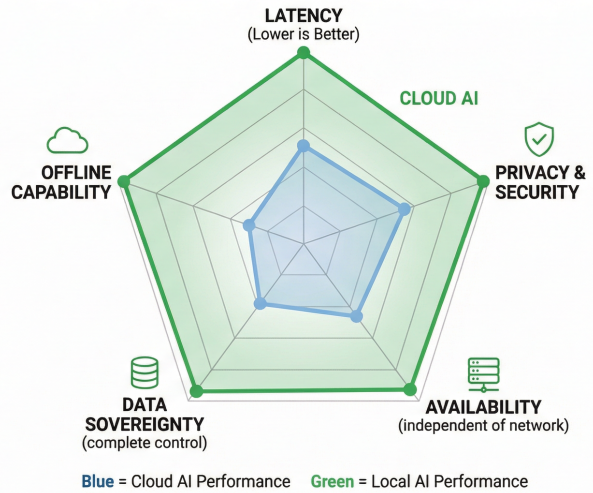 LATENCY
(Lower is Better)
CLOUD AI
OFFLINE
CAPABILITY
PRIVACY &
SECURITY
DATA
SOVEREIGNTY
(complete control)
AVAILABILITY
(independent of network)
Blue = Cloud AI Performance Green = Local AI Performance